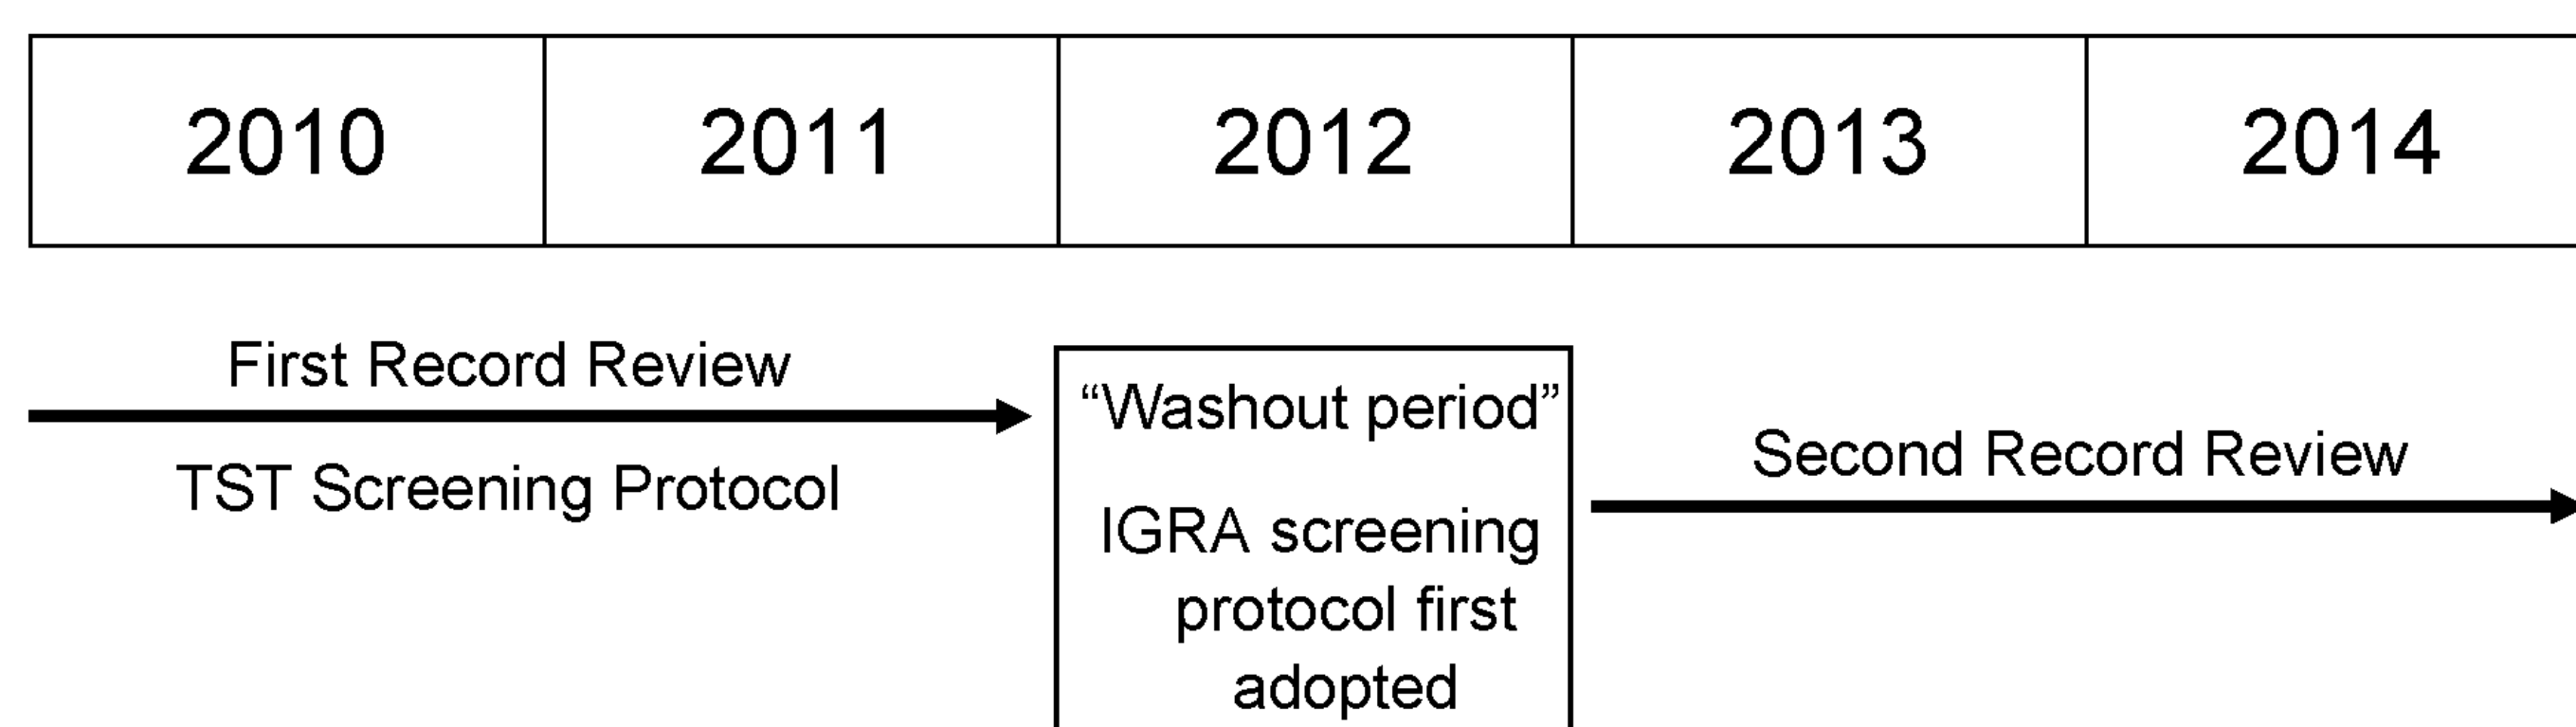 2010 2011 2012 2013 2014
First Record Review
TST Screening Protocol
“Washout period”
IGRA screening
protocol first
adopted
Second Record Review